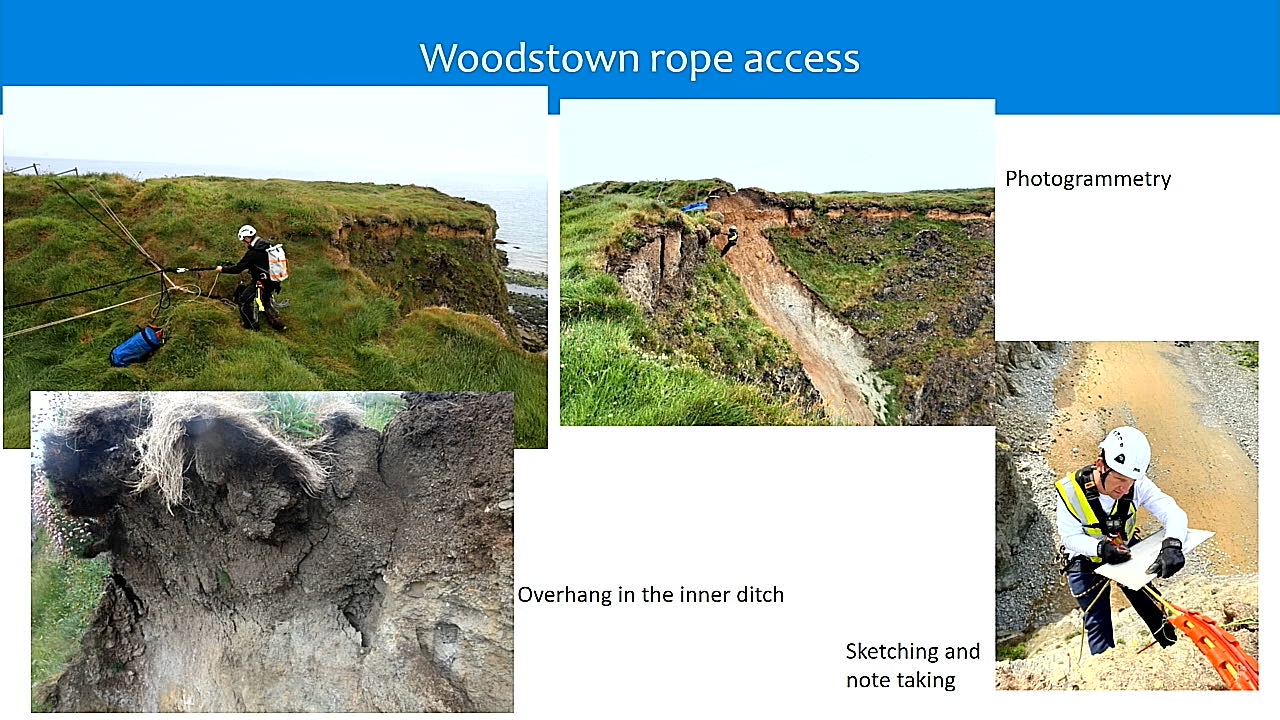 Woodstown rope access
Photogrammetry
Overhang in the inner ditch
Sketching and
note taking